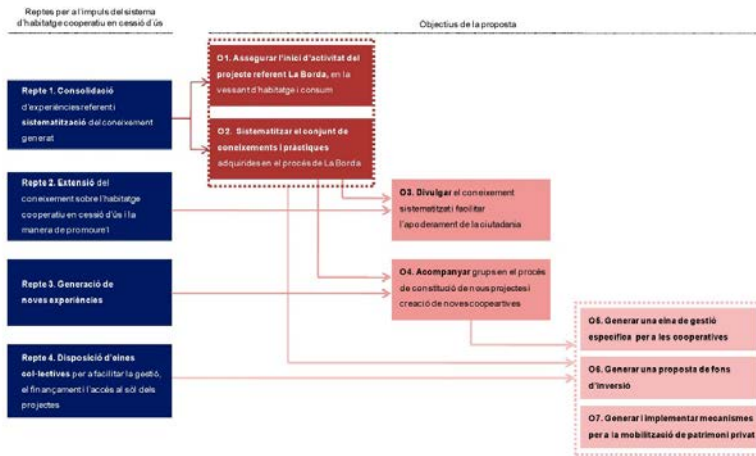 Reptes per a l'impuls del sistema
d'habitatge cooperatiu en cessió d'ús
Objectius de la proposta
Repte 1. Consolidació
d'experiències referent i
sistematització del coneixement
generat
O1. Assegurar l'inici d'activitat del
projecte referent La Borda, en la
vessant d'habitatge i consum
O2. Sistematitzar el conjunt de
coneixements i pràctiques
adquirides en el procés de La Borda
Repte 2. Extensió del
coneixement sobre l'habitatge
cooperatiu en cessió d'ús i la
manera de promoure'l
O3. Divulgar el coneixement
sistematitzat i facilitar
l'apoderament de la ciutadania
Repte 3. Generació de
noves experiències
O4. Acompanyar grups en el procés
de constitució de nous projectes i
creació de noves coopeartives
Repte 4. Disposició d'eines
col·lectives per a facilitar la gestió,
el finançament i l'accés al sòl dels
projectes
O5. Generar una eina de gestió
específica per a les cooperatives
O6. Generar una proposta de fons
d'inversió
O7. Generar i implementar mecanismes
per a la mobilització de patrimoni privat